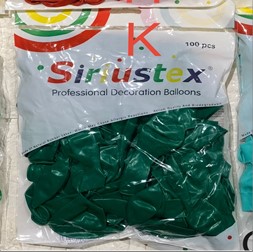 K
100 pcs
Siriustex
Professional Decoration Balloons